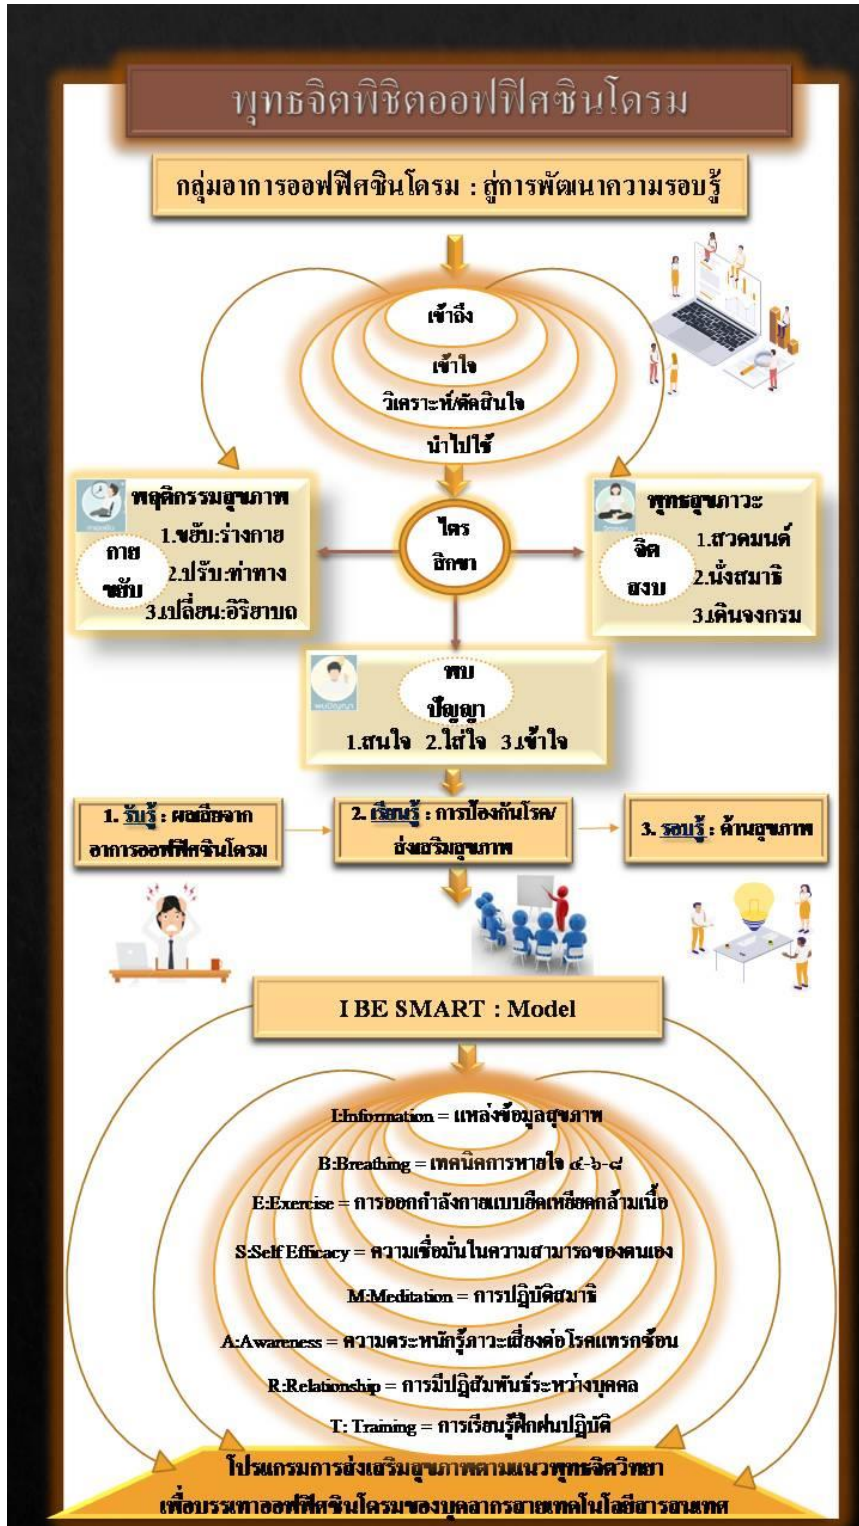 พุทธจิตพิชิตออฟฟิศซินโดรม
กลุ่มอาการออฟฟิศซินโดรม : สู่การพัฒนาความรอบรู้
เข้าถึง
เข้าใจ
วิเคราะห์/ตัดสินใจ
นำไปใช้
พฤติกรรมสุขภาพ
กาย
ขยับ
1.ขยับ:ร่างกาย
2.ปรับ:ท่าทาง
3.เปลี่ยน:อิริยาบถ
ไตร
สิกขา
พุทธสุขภาวะ
จิต
สงบ
1.สวดมนต์
2.นั่งสมาธิ
3.เดินจงกรม
พบปัญญา
พบ
ปัญญา
1.สนใจ 2.ใส่ใจ 3.เข้าใจ
1. รับรู้ : ผลเสียจาก
อาการออฟฟิศซินโดรม
2. เรียนรู้ : การป้องกันโรค/
ส่งเสริมสุขภาพ
3. รอบรู้ : ด้านสุขภาพ
I BE SMART : Model
I:Information = แหล่งข้อมูลสุขภาพ
B:Breathing = เทคนิคการหายใจ ๔-๖-๘
E:Exercise = การออกกำลังกายแบบยืดเหยียดกล้ามเนื้อ
S:Self Efficacy = ความเชื่อมั่นในความสามารถของตนเอง
M:Meditation = การปฏิบัติสมาธิ
A:Awareness = ความตระหนักรู้ภาวะเสี่ยงต่อโรคแทรกซ้อน
R:Relationship = การมีปฏิสัมพันธ์ระหว่างบุคคล
T: Training = การเรียนรู้ฝึกฝนปฏิบัติ
โปรแกรมการส่งเสริมสุขภาพตามแนวพุทธจิตวิทยา
เพื่อบรรเทาออฟฟิศซินโดรมของบุคลากรสายเทคโนโลยีสารสนเทศ